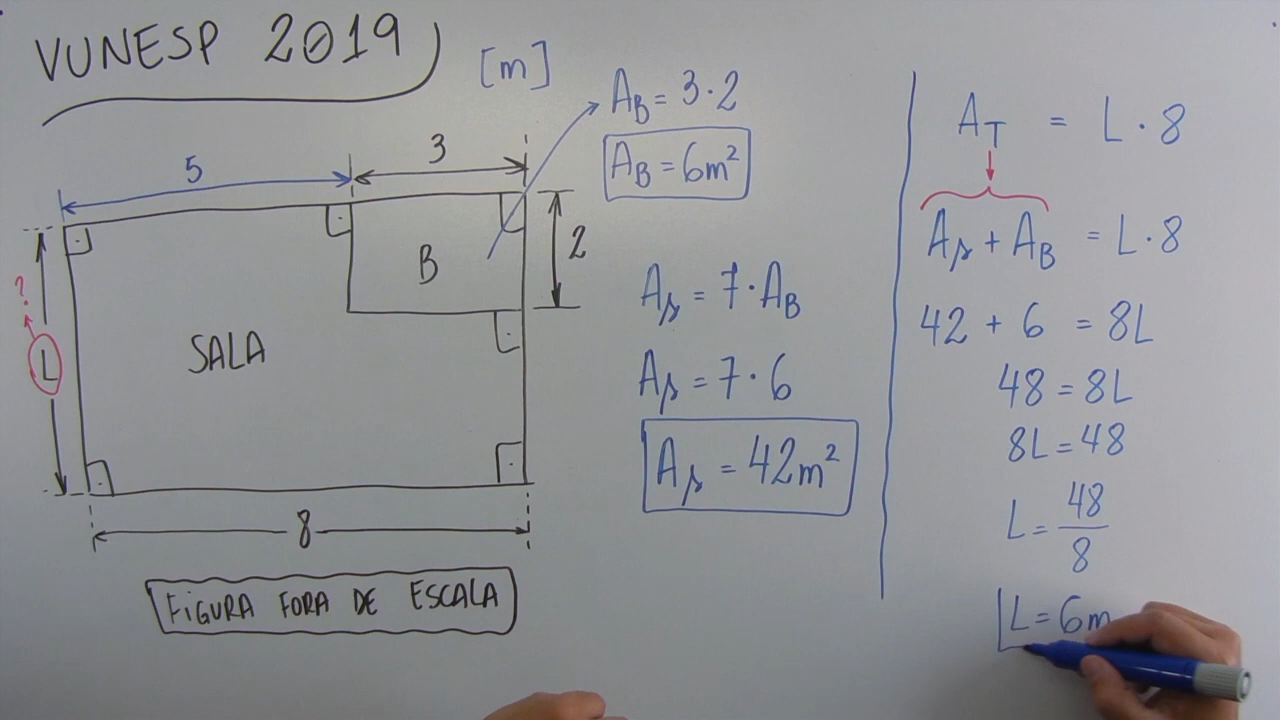 VUNESP 2019
[m]
5
3
2
B
SALA
?
L
8
FIGURA FORA DE ESCALA
A_B = 3·2
A_B = 6m²
A_s = 7·A_B
A_s = 7·6
A_s = 42m²
A_T = L·8
A_s + A_B = L·8
42 + 6 = 8L
48 = 8L
8L = 48
L = 48/8
L = 6m